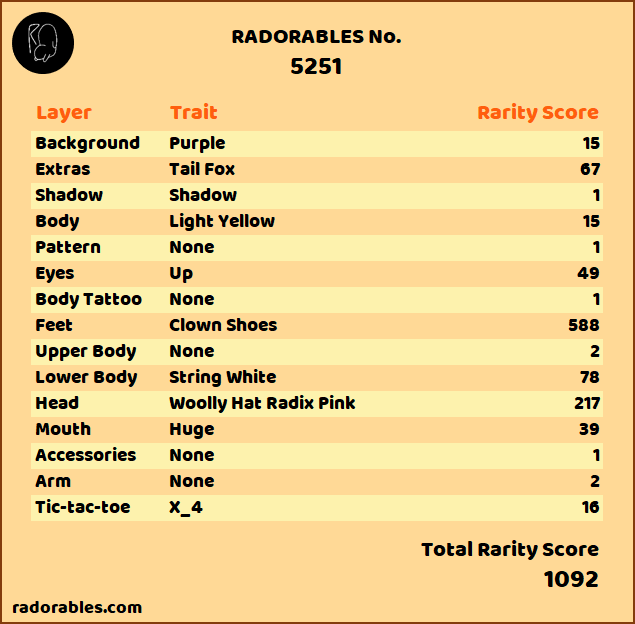 RADORABLES No.
5251
Layer Trait Rarity Score
Background Purple 15
Extras Tail Fox 67
Shadow Shadow 1
Body Light Yellow 15
Pattern None 1
Eyes Up 49
Body Tattoo None 1
Feet Clown Shoes 588
Upper Body None 2
Lower Body String White 78
Head Woolly Hat Radix Pink 217
Mouth Huge 39
Accessories None 1
Arm None 2
Tic-tac-toe X_4 16
Total Rarity Score
1092
radorables.com